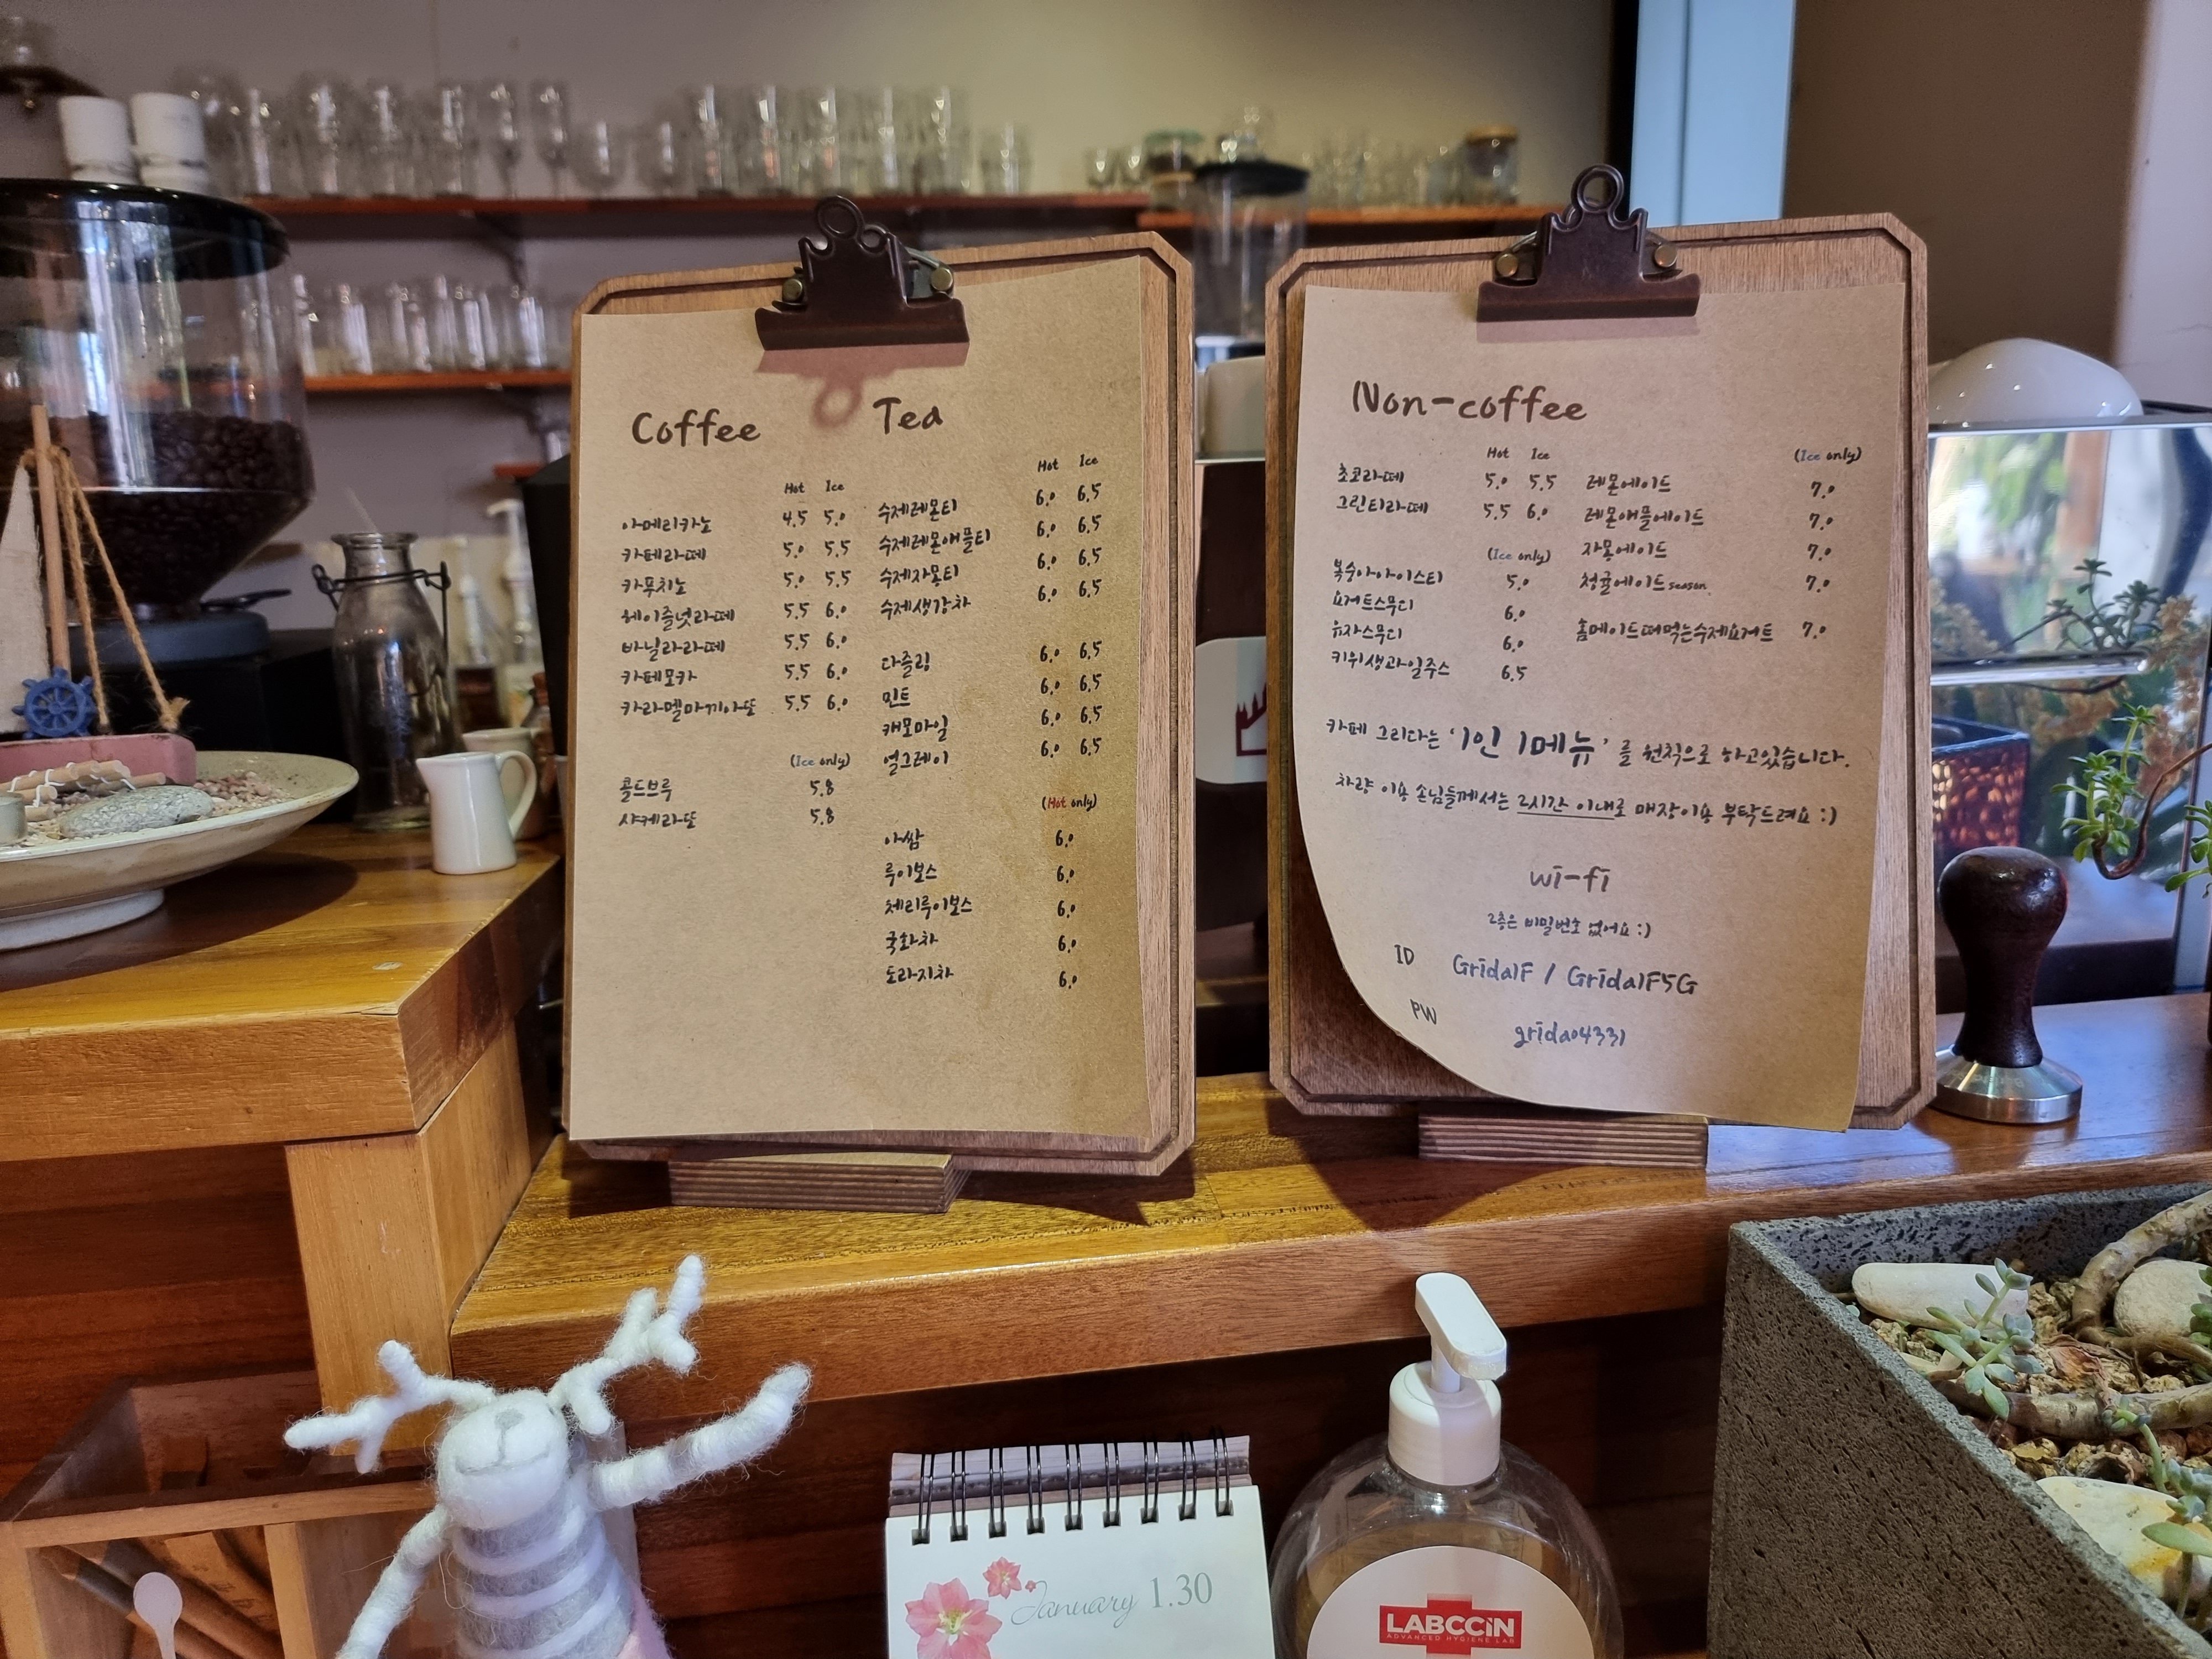 Coffee
Hot Ice
아메리카노 4.5 5.0
카페라떼 5.0 5.5
카푸치노 5.0 5.5
헤이즐넛라떼 5.5 6.0
바닐라라떼 5.5 6.0
카페모카 5.5 6.0
카라멜마끼아또 5.5 6.0
(Ice only)
콜드브루 5.8
샤케라또 5.8
Tea
Hot Ice
수제레몬티 6.0 6.5
수제레몬애플티 6.0 6.5
수제자몽티 6.0 6.5
수제생강차 6.0 6.5
다즐링 6.0 6.5
민트 6.0 6.5
캐모마일 6.0 6.5
얼그레이 6.0 6.5
(Hot only)
아쌈 6.0
루이보스 6.0
체리루이보스 6.0
국화차 6.0
도라지차 6.0
Non-coffee
Hot Ice
초코라떼 5.0 5.5
그린티라떼 5.5 6.0
(Ice only)
복숭아아이스티 5.0
요거트스무디 6.0
유자스무디 6.0
키위생과일주스 6.5
(Ice only)
레몬에이드 7.0
레몬애플에이드 7.0
자몽에이드 7.0
청귤에이드 season. 7.0
홈메이드떠먹는수제요거트 7.0
카페 그리다는 '1인 1메뉴' 를 원칙으로 하고있습니다.
차량 이용 손님들께서는 2시간 이내로 매장이용 부탁드려요 :)
wi-fi
2층은 비밀번호 없어요 :)
ID Grida1F / Grida1F5G
PW grida04331
January 1.30
LABCCIN
ADVANCED HYGIENE LAB